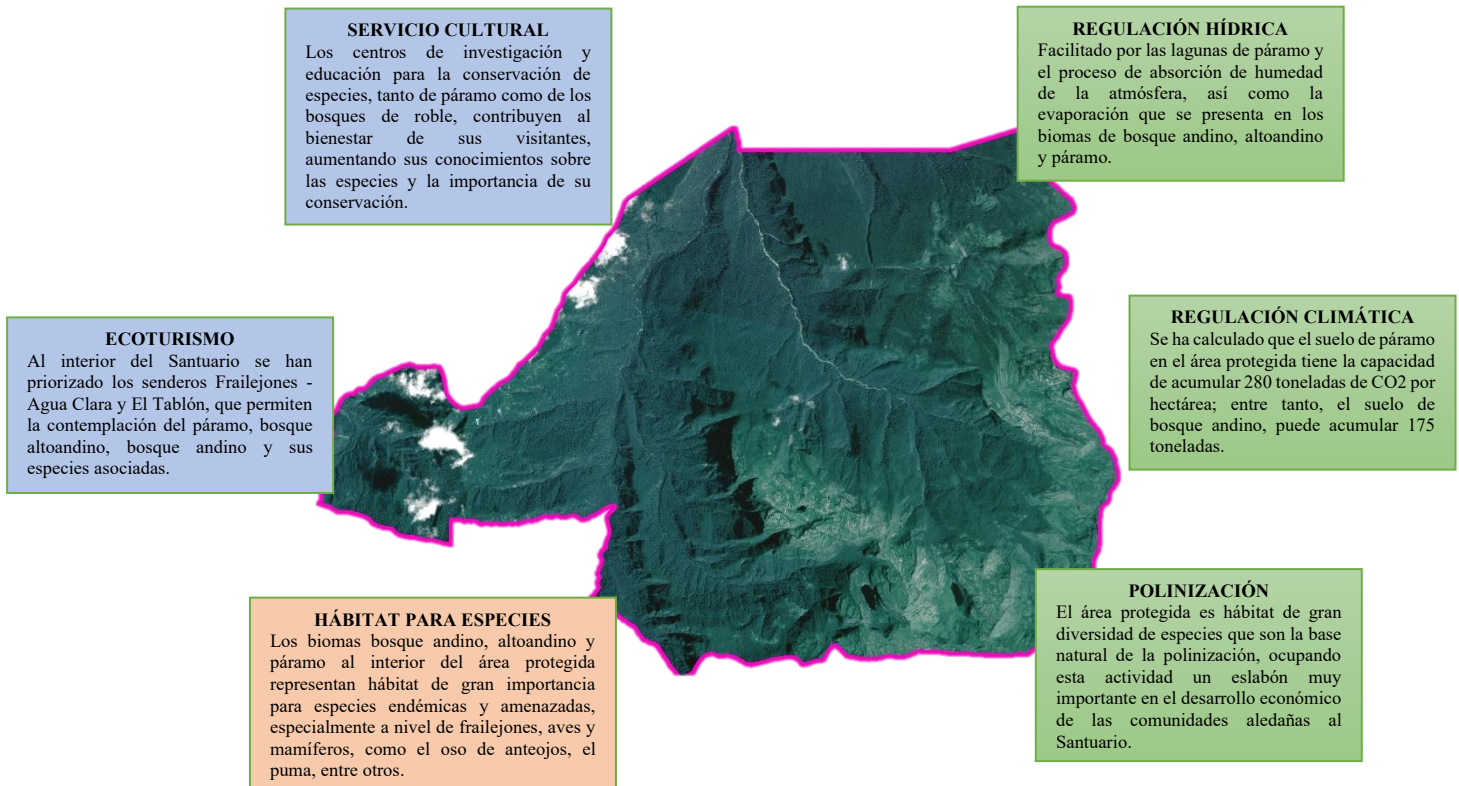 SERVICIO CULTURAL
Los centros de investigación y
educación para la conservación de
especies, tanto de páramo como de los
bosques de roble, contribuyen al
bienestar de sus visitantes,
aumentando sus conocimientos sobre
las especies y la importancia de su
conservación.
REGULACIÓN HÍDRICA
Facilitado por las lagunas de páramo y
el proceso de absorción de humedad
de la atmósfera, así como la
evaporación que se presenta en los
biomas de bosque andino, altoandino
y páramo.
ECOTURISMO
Al interior del Santuario se han
priorizado los senderos Frailejones -
Agua Clara y El Tablón, que permiten
la contemplación del páramo, bosque
altoandino, bosque andino y sus
especies asociadas.
REGULACIÓN CLIMÁTICA
Se ha calculado que el suelo de páramo
en el área protegida tiene la capacidad
de acumular 280 toneladas de CO2 por
hectárea; entre tanto, el suelo de
bosque andino, puede acumular 175
toneladas.
HÁBITAT PARA ESPECIES
Los biomas bosque andino, altoandino y
páramo al interior del área protegida
representan hábitat de gran importancia
para especies endémicas y amenazadas,
especialmente a nivel de frailejones, aves y
mamíferos, como el oso de anteojos, el
puma, entre otros.
POLINIZACIÓN
El área protegida es hábitat de gran
diversidad de especies que son la base
natural de la polinización, ocupando
esta actividad un eslabón muy
importante en el desarrollo económico
de las comunidades aledañas al
Santuario.